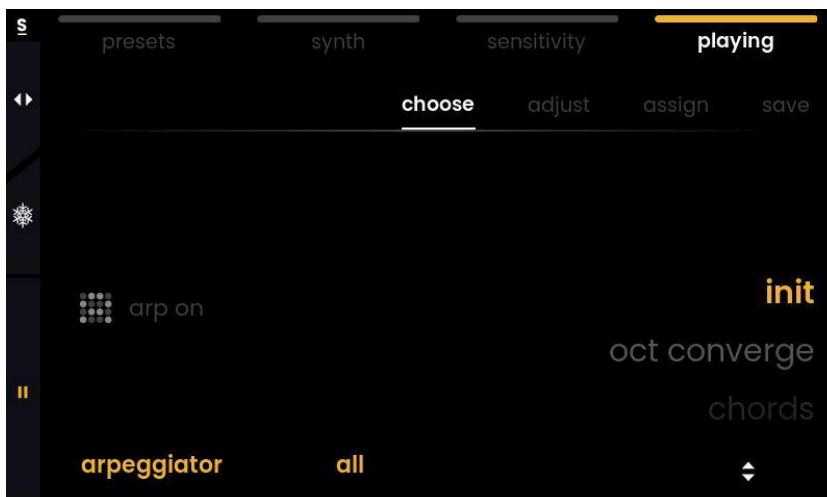 S
presets synth sensitivity playing
choose adjust assign save
arp on
init
oct converge
chords
arpeggiator all